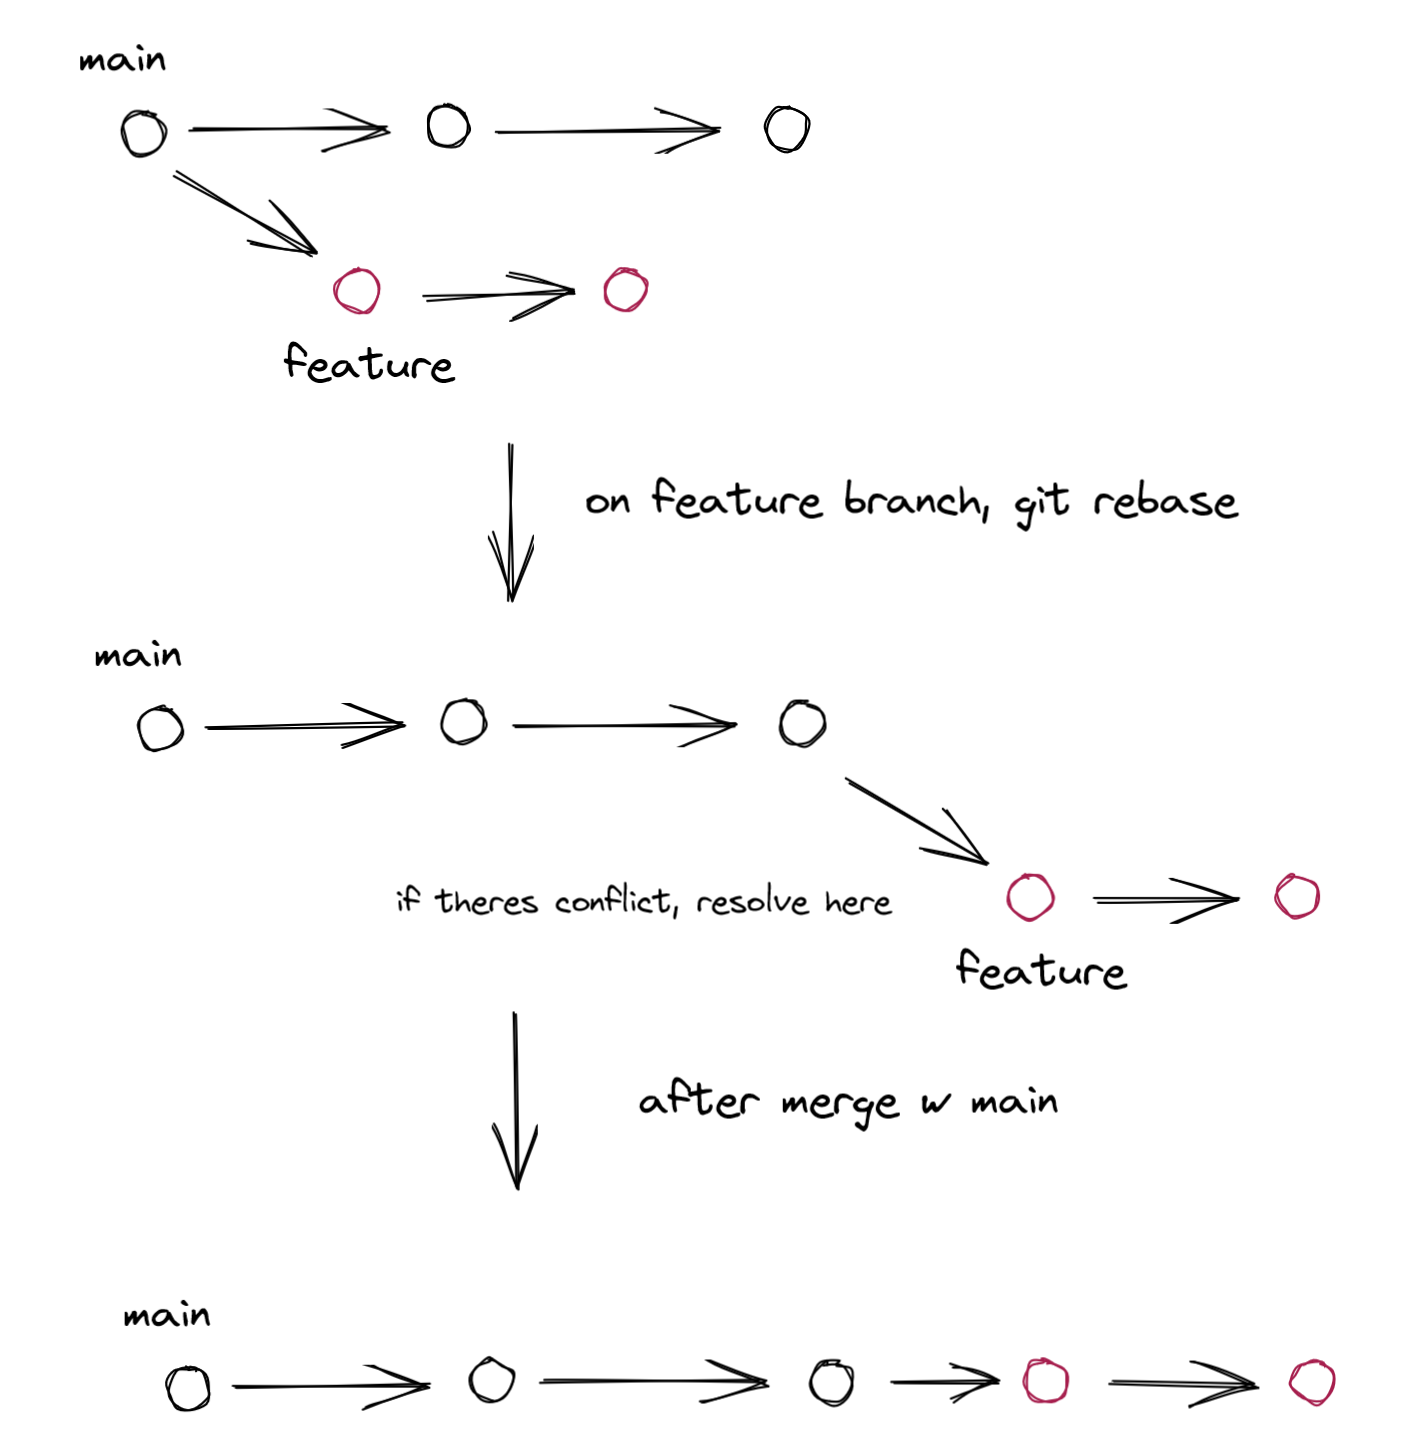 main
feature
on feature branch, git rebase
main
if theres conflict, resolve here
feature
after merge w main
main